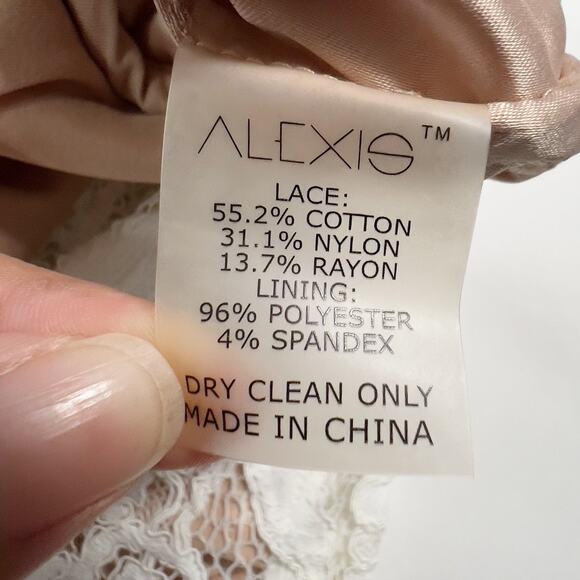 ALEXIS™
LACE:
55.2% COTTON
31.1% NYLON
13.7% RAYON
LINING:
96% POLYESTER
4% SPANDEX
DRY CLEAN ONLY
MADE IN CHINA